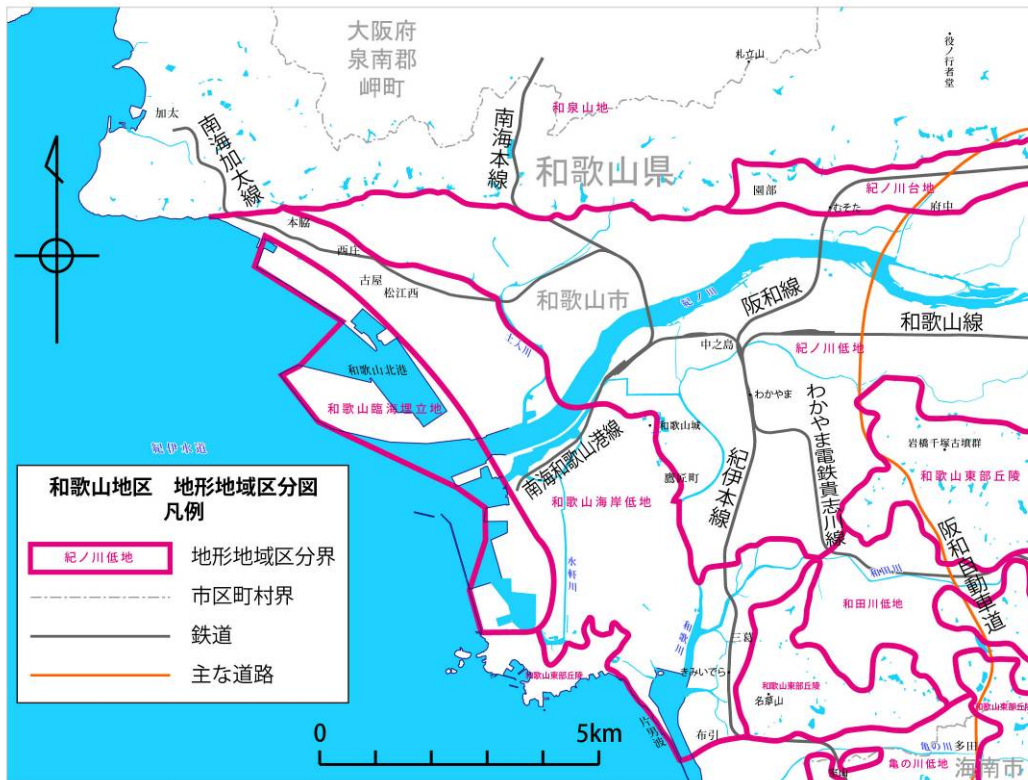 大阪府
泉南郡
岬町
札立山
役ノ行者堂
加太
南海加太線
南海本線
和泉山地
和歌山県
園部
紀ノ川台地
むそた
府中
本脇
西庄
古屋
松江西
和歌山市
紀ノ川
阪和線
和歌山線
土入川
中之島
紀ノ川低地
和歌山北港
和歌山臨海埋立地
わかやま
和歌山城
岩橋千塚古墳群
紀伊水道
南海和歌山港線
和歌山海岸低地
鷹匠町
紀伊本線
わかやま電鉄貴志川線
和歌山東部丘陵
阪和自動車道
水軒川
和田川
和田川低地
和歌川
三葛
きみいでら
和歌山東部丘陵
和歌山東部丘陵
名草山
和歌山東部丘陵
片男波
布引
亀の川
多田
亀の川低地
海南市
和歌山地区 地形地域区分図
凡例
紀ノ川低地
地形地域区分界
市区町村界
鉄道
主な道路
0
5km